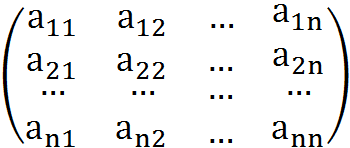 a₁₁ a₁₂ ... a₁ₙ
a₂₁ a₂₂ ... a₂ₙ
... ... ... ...
aₙ₁ aₙ₂ ... aₙₙ